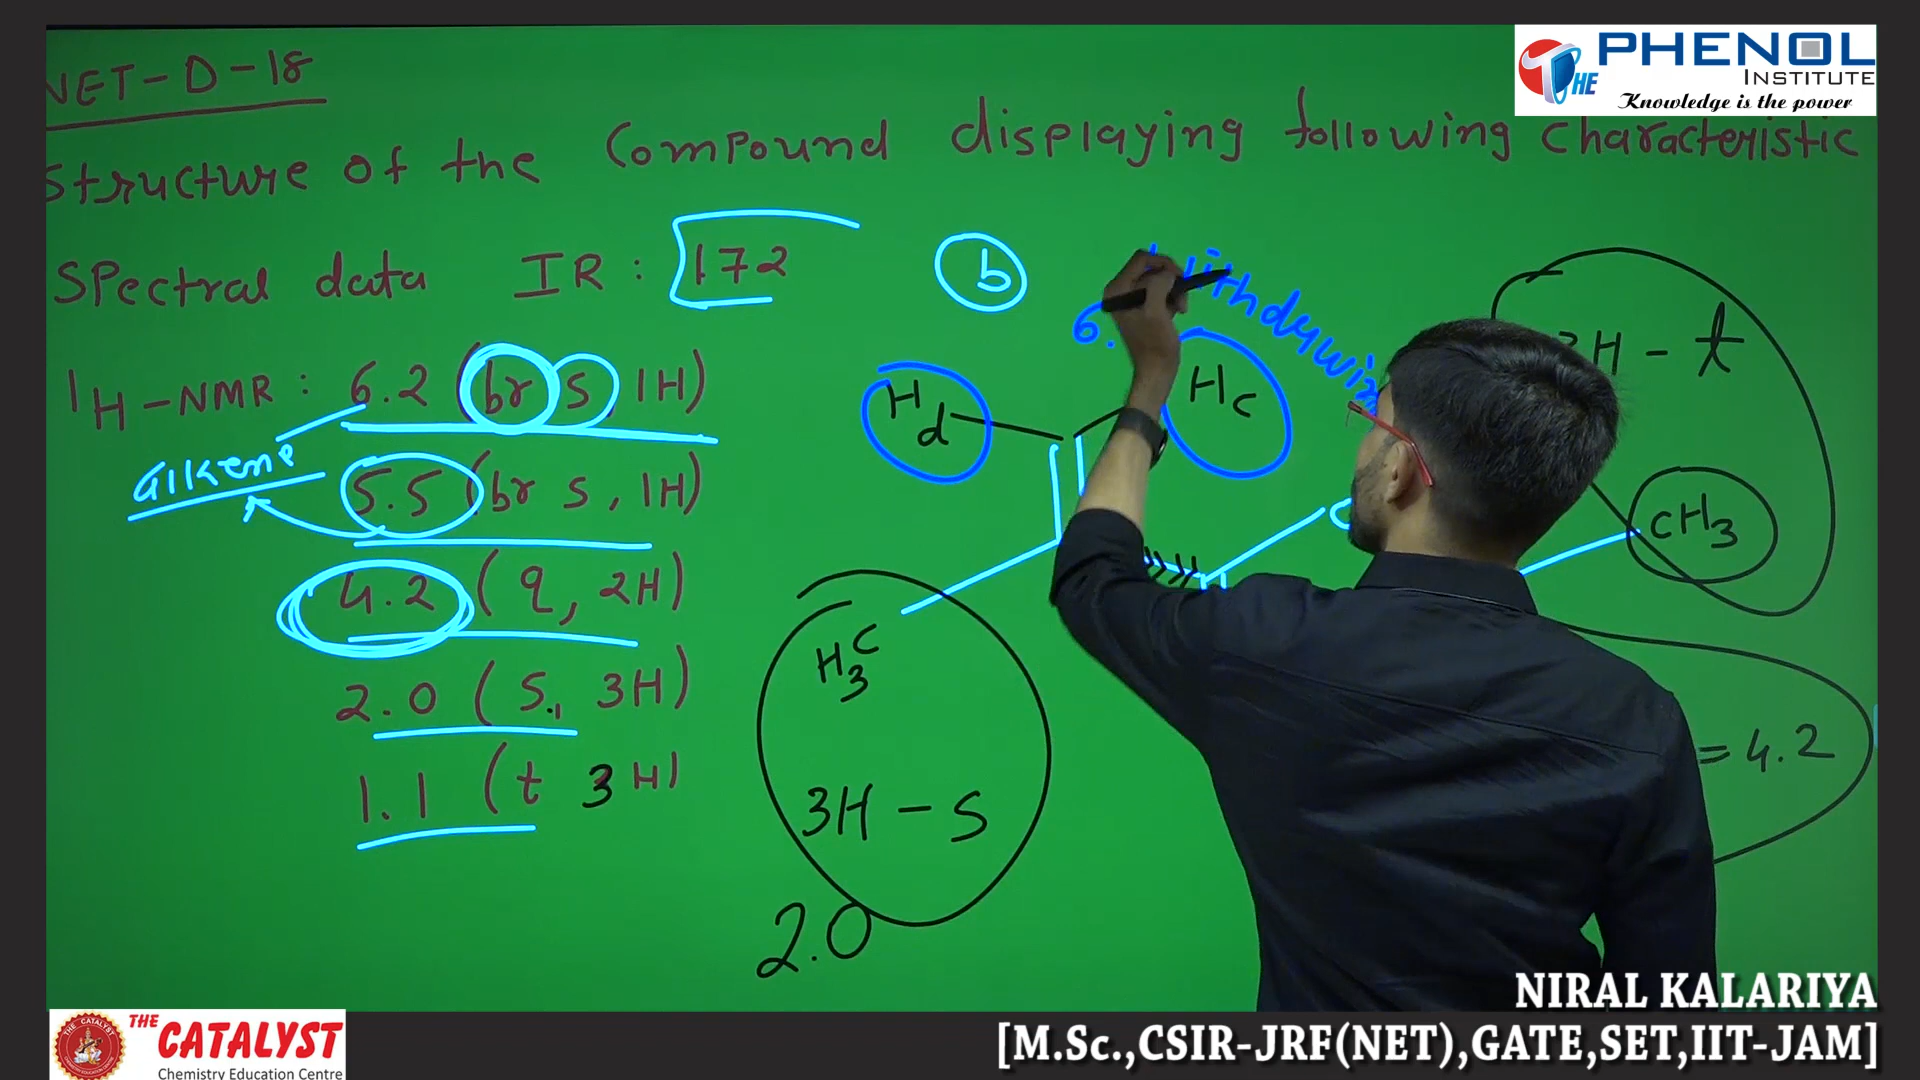 NET-D-18
THE PHENOL
INSTITUTE
Knowledge is the power
Structure of the Compound displaying following characteristic
Spectral data IR : 172
b
¹H-NMR : 6.2 (br s, 1H)
alkene
5.5 (br s, 1H)
4.2 (q, 2H)
2.0 (s, 3H)
1.1 (t 3H)
6.
Hd
Hc
H - t
CH3
H3C
3H - S
2.0
= 4.2
THE CATALYST
Chemistry Education Centre
NIRAL KALARIYA
[M.Sc.,CSIR-JRF(NET),GATE,SET,IIT-JAM]